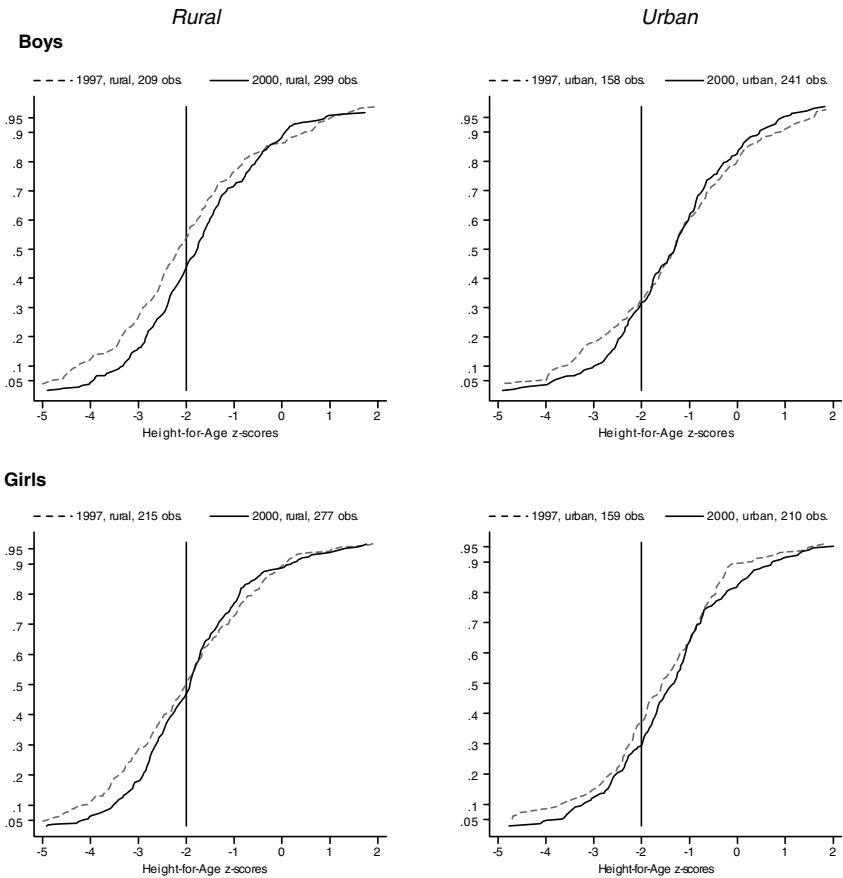 Rural Urban
Boys
1997, rural, 209 obs. 2000, rural, 299 obs. 1997, urban, 158 obs. 2000, urban, 241 obs.
.95 .95
.9 .9
.8 .8
.7 .7
.6 .6
.5 .5
.4 .4
.3 .3
.2 .2
.1 .1
.05 .05
-5 -4 -3 -2 -1 0 1 2 -5 -4 -3 -2 -1 0 1 2
Height-for-Age z-scores Height-for-Age z-scores
Girls
1997, rural, 215 obs. 2000, rural, 277 obs. 1997, urban, 159 obs. 2000, urban, 210 obs.
.95 .95
.9 .9
.8 .8
.7 .7
.6 .6
.5 .5
.4 .4
.3 .3
.2 .2
.1 .1
.05 .05
-5 -4 -3 -2 -1 0 1 2 -5 -4 -3 -2 -1 0 1 2
Height-for-Age z-scores Height-for-Age z-scores